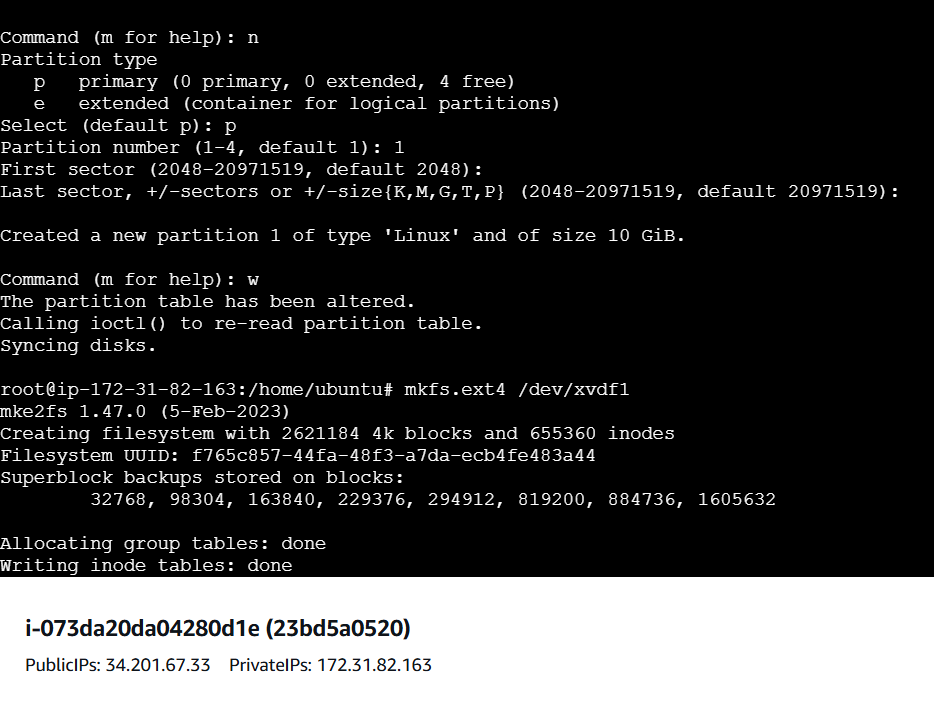 Command (m for help): n
Partition type
   p   primary (0 primary, 0 extended, 4 free)
   e   extended (container for logical partitions)
Select (default p): p
Partition number (1-4, default 1): 1
First sector (2048-20971519, default 2048):
Last sector, +/-sectors or +/-size{K,M,G,T,P} (2048-20971519, default 20971519):
Created a new partition 1 of type 'Linux' and of size 10 GiB.
Command (m for help): w
The partition table has been altered.
Calling ioctl() to re-read partition table.
Syncing disks.
root@ip-172-31-82-163:/home/ubuntu# mkfs.ext4 /dev/xvdf1
mke2fs 1.47.0 (5-Feb-2023)
Creating filesystem with 2621184 4k blocks and 655360 inodes
Filesystem UUID: f765c857-44fa-48f3-a7da-ecb4fe483a44
Superblock backups stored on blocks:
        32768, 98304, 163840, 229376, 294912, 819200, 884736, 1605632
Allocating group tables: done
Writing inode tables: done
i-073da20da04280d1e (23bd5a0520)
PublicIPs: 34.201.67.33    PrivateIPs: 172.31.82.163